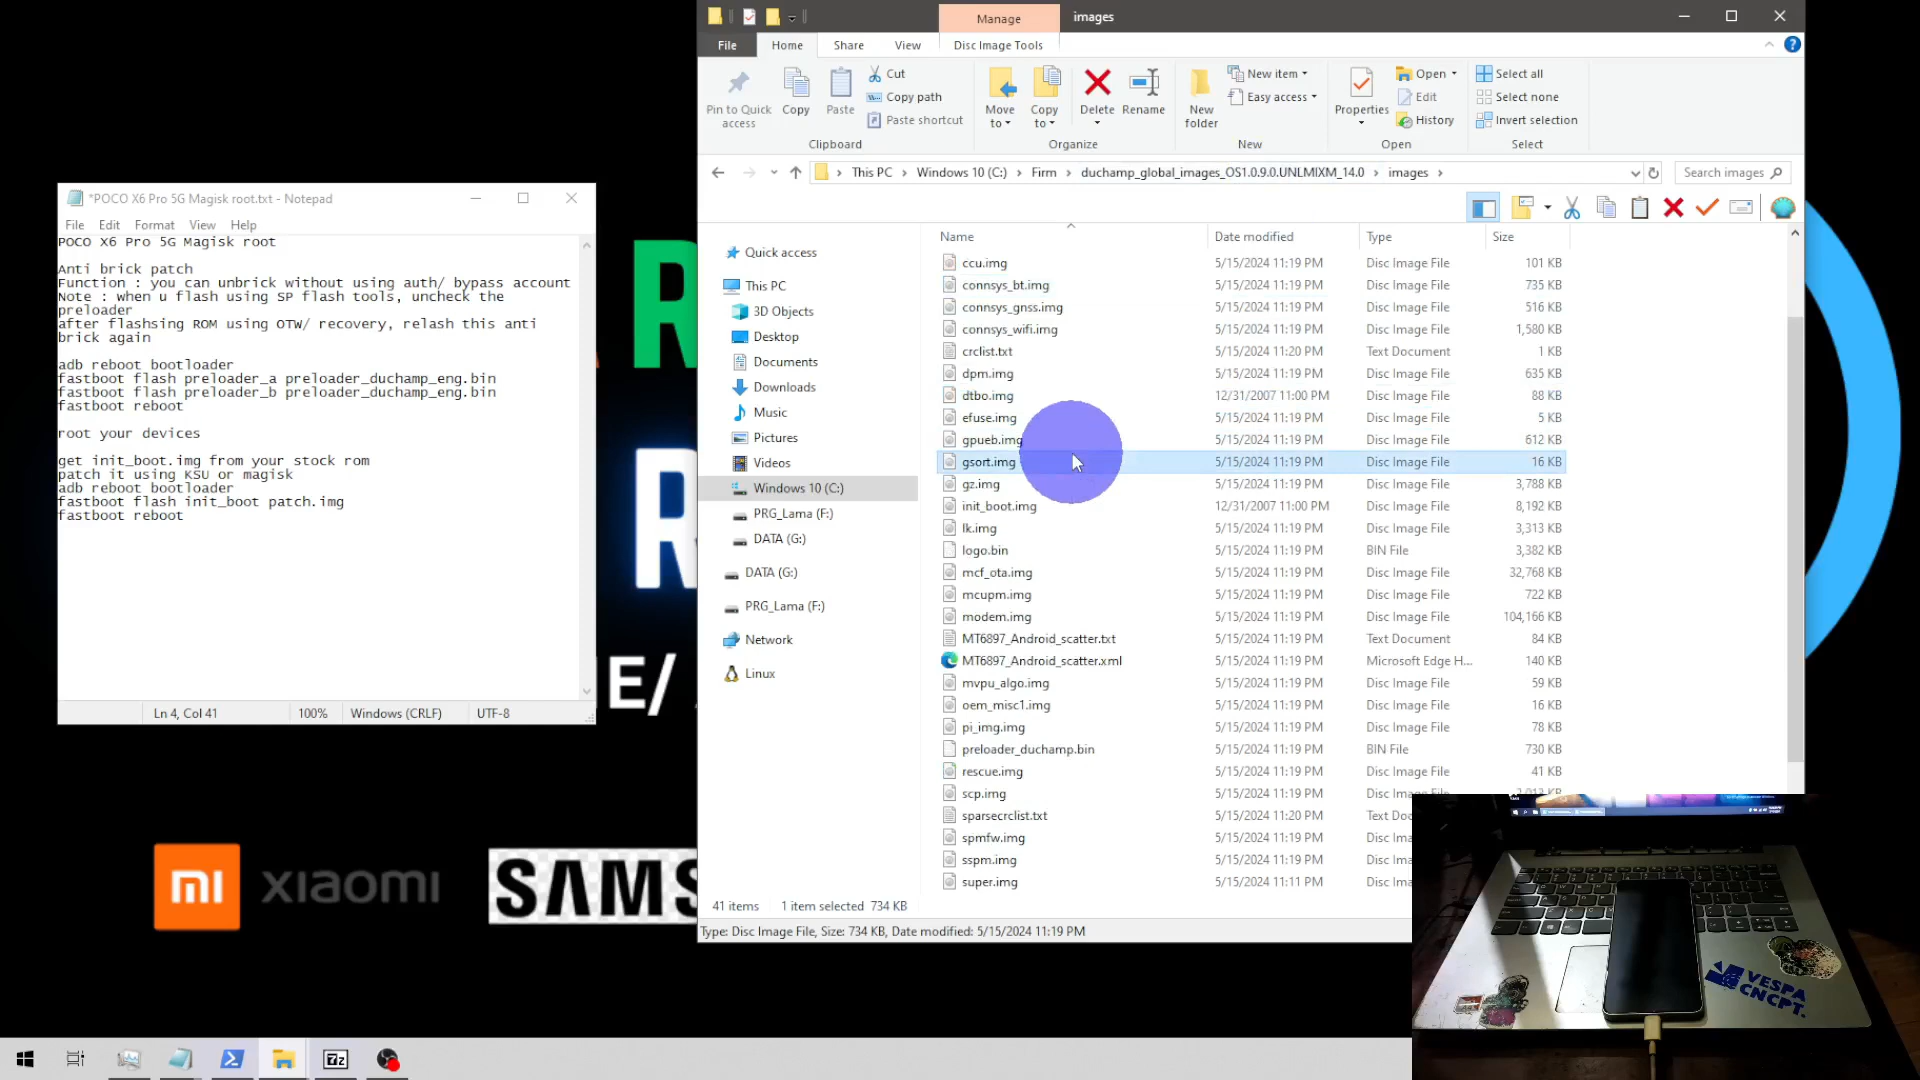 Manage
images
File
Home
Share
View
Disc Image Tools
Pin to Quick access
Copy
Paste
Cut
Copy path
Paste shortcut
Move to
Copy to
Delete
Rename
New folder
New item
Easy access
Properties
Open
Edit
History
Select all
Select none
Invert selection
Clipboard
Organize
New
Open
Select
This PC
Windows 10 (C:)
Firm
duchamp_global_images_OS1.0.9.0.UNLMIXM_14.0
images
Search images
*POCO X6 Pro 5G Magisk root.txt - Notepad
File Edit Format View Help
POCO X6 Pro 5G Magisk root
Anti brick patch
Function : you can unbrick without using auth/ bypass account
Note : when u flash using SP flash tools, uncheck the
preloader
after flashsing ROM using OTW/ recovery, relash this anti
brick again
adb reboot bootloader
fastboot flash preloader_a preloader_duchamp_eng.bin
fastboot flash preloader_b preloader_duchamp_eng.bin
fastboot reboot
root your devices
get init_boot.img from your stock rom
patch it using KSU or magisk
adb reboot bootloader
fastboot flash init_boot patch.img
fastboot reboot
Ln 4, Col 41
100%
Windows (CRLF)
UTF-8
Quick access
This PC
3D Objects
Desktop
Documents
Downloads
Music
Pictures
Videos
Windows 10 (C:)
PRG_Lama (F:)
DATA (G:)
DATA (G:)
PRG_Lama (F:)
Network
Linux
Name Date modified Type Size
ccu.img 5/15/2024 11:19 PM Disc Image File 101 KB
connsys_bt.img 5/15/2024 11:19 PM Disc Image File 735 KB
connsys_gnss.img 5/15/2024 11:19 PM Disc Image File 516 KB
connsys_wifi.img 5/15/2024 11:19 PM Disc Image File 1,580 KB
crclist.txt 5/15/2024 11:20 PM Text Document 1 KB
dpm.img 5/15/2024 11:19 PM Disc Image File 635 KB
dtbo.img 12/31/2007 11:00 PM Disc Image File 88 KB
efuse.img 5/15/2024 11:19 PM Disc Image File 5 KB
gpueb.img 5/15/2024 11:19 PM Disc Image File 612 KB
gsort.img 5/15/2024 11:19 PM Disc Image File 16 KB
gz.img 5/15/2024 11:19 PM Disc Image File 3,788 KB
init_boot.img 12/31/2007 11:00 PM Disc Image File 8,192 KB
lk.img 5/15/2024 11:19 PM Disc Image File 3,313 KB
logo.bin 5/15/2024 11:19 PM BIN File 3,382 KB
mcf_ota.img 5/15/2024 11:19 PM Disc Image File 32,768 KB
mcupm.img 5/15/2024 11:19 PM Disc Image File 722 KB
modem.img 5/15/2024 11:19 PM Disc Image File 104,166 KB
MT6897_Android_scatter.txt 5/15/2024 11:19 PM Text Document 84 KB
MT6897_Android_scatter.xml 5/15/2024 11:19 PM Microsoft Edge H... 140 KB
mvpu_algo.img 5/15/2024 11:19 PM Disc Image File 59 KB
oem_misc1.img 5/15/2024 11:19 PM Disc Image File 16 KB
pi_img.img 5/15/2024 11:19 PM Disc Image File 78 KB
preloader_duchamp.bin 5/15/2024 11:19 PM BIN File 730 KB
rescue.img 5/15/2024 11:19 PM Disc Image File 41 KB
scp.img 5/15/2024 11:19 PM Disc Image File
sparsecrclist.txt 5/15/2024 11:20 PM Text Doc
spmfw.img 5/15/2024 11:19 PM Disc Ima
sspm.img 5/15/2024 11:19 PM Disc Ima
super.img 5/15/2024 11:11 PM Disc Ima
41 items
1 item selected 734 KB
Type: Disc Image File, Size: 734 KB, Date modified: 5/15/2024 11:19 PM
R
R
E/
mi xiaomi
SAMS
VESPA
CNCPT.
7z